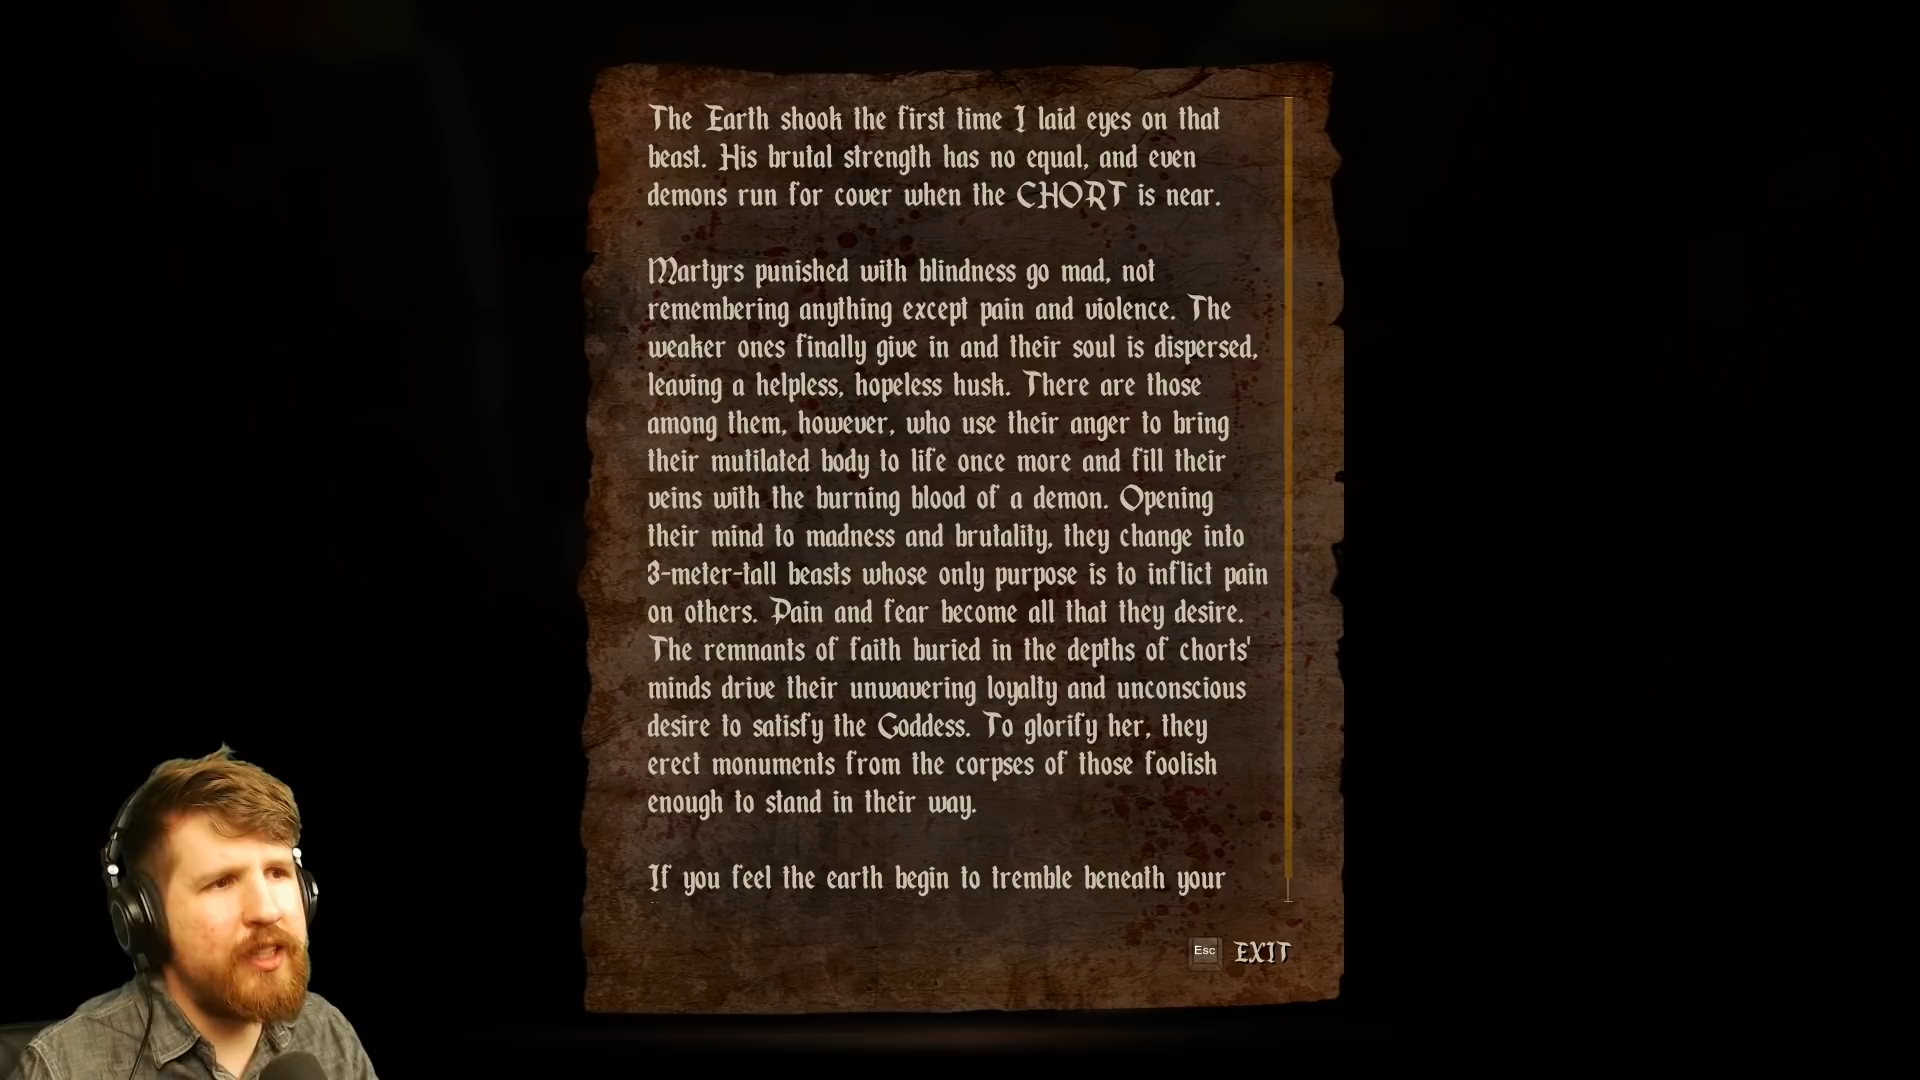 The Earth shook the first time I laid eyes on that
beast. His brutal strength has no equal, and even
demons run for cover when the CHORT is near.
Martyrs punished with blindness go mad, not
remembering anything except pain and violence. The
weaker ones finally give in and their soul is dispersed,
leaving a helpless, hopeless husk. There are those
among them, however, who use their anger to bring
their mutilated body to life once more and fill their
veins with the burning blood of a demon. Opening
their mind to madness and brutality, they change into
3-meter-tall beasts whose only purpose is to inflict pain
on others. Pain and fear become all that they desire.
The remnants of faith buried in the depths of chorts'
minds drive their unwavering loyalty and unconscious
desire to satisfy the Goddess. To glorify her, they
erect monuments from the corpses of those foolish
enough to stand in their way.
If you feel the earth begin to tremble beneath your
Esc EXIT